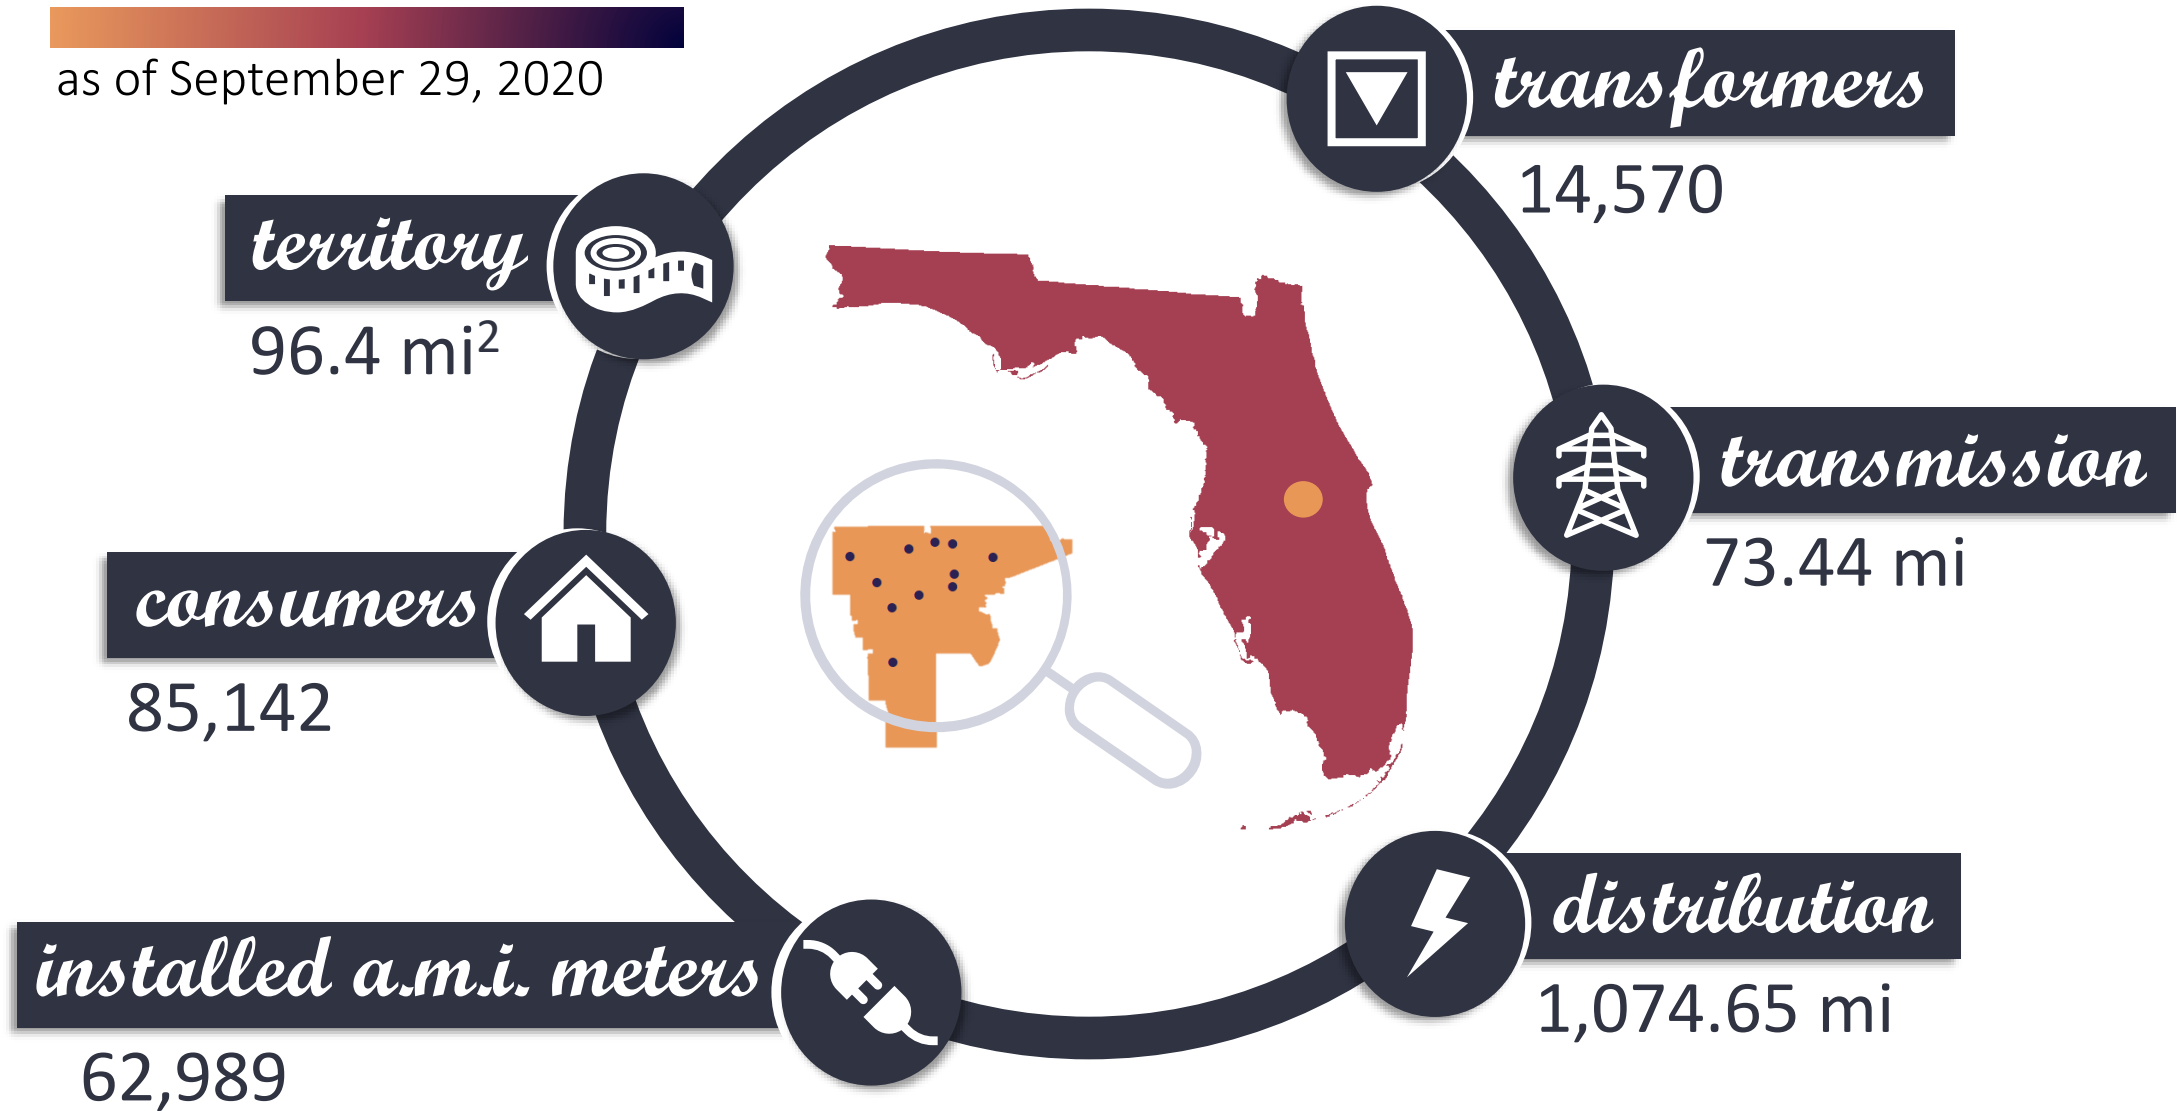 as of September 29, 2020
transformers
14,570
territory
96.4 mi²
transmission
73.44 mi
consumers
85,142
distribution
1,074.65 mi
installed a.m.i. meters
62,989